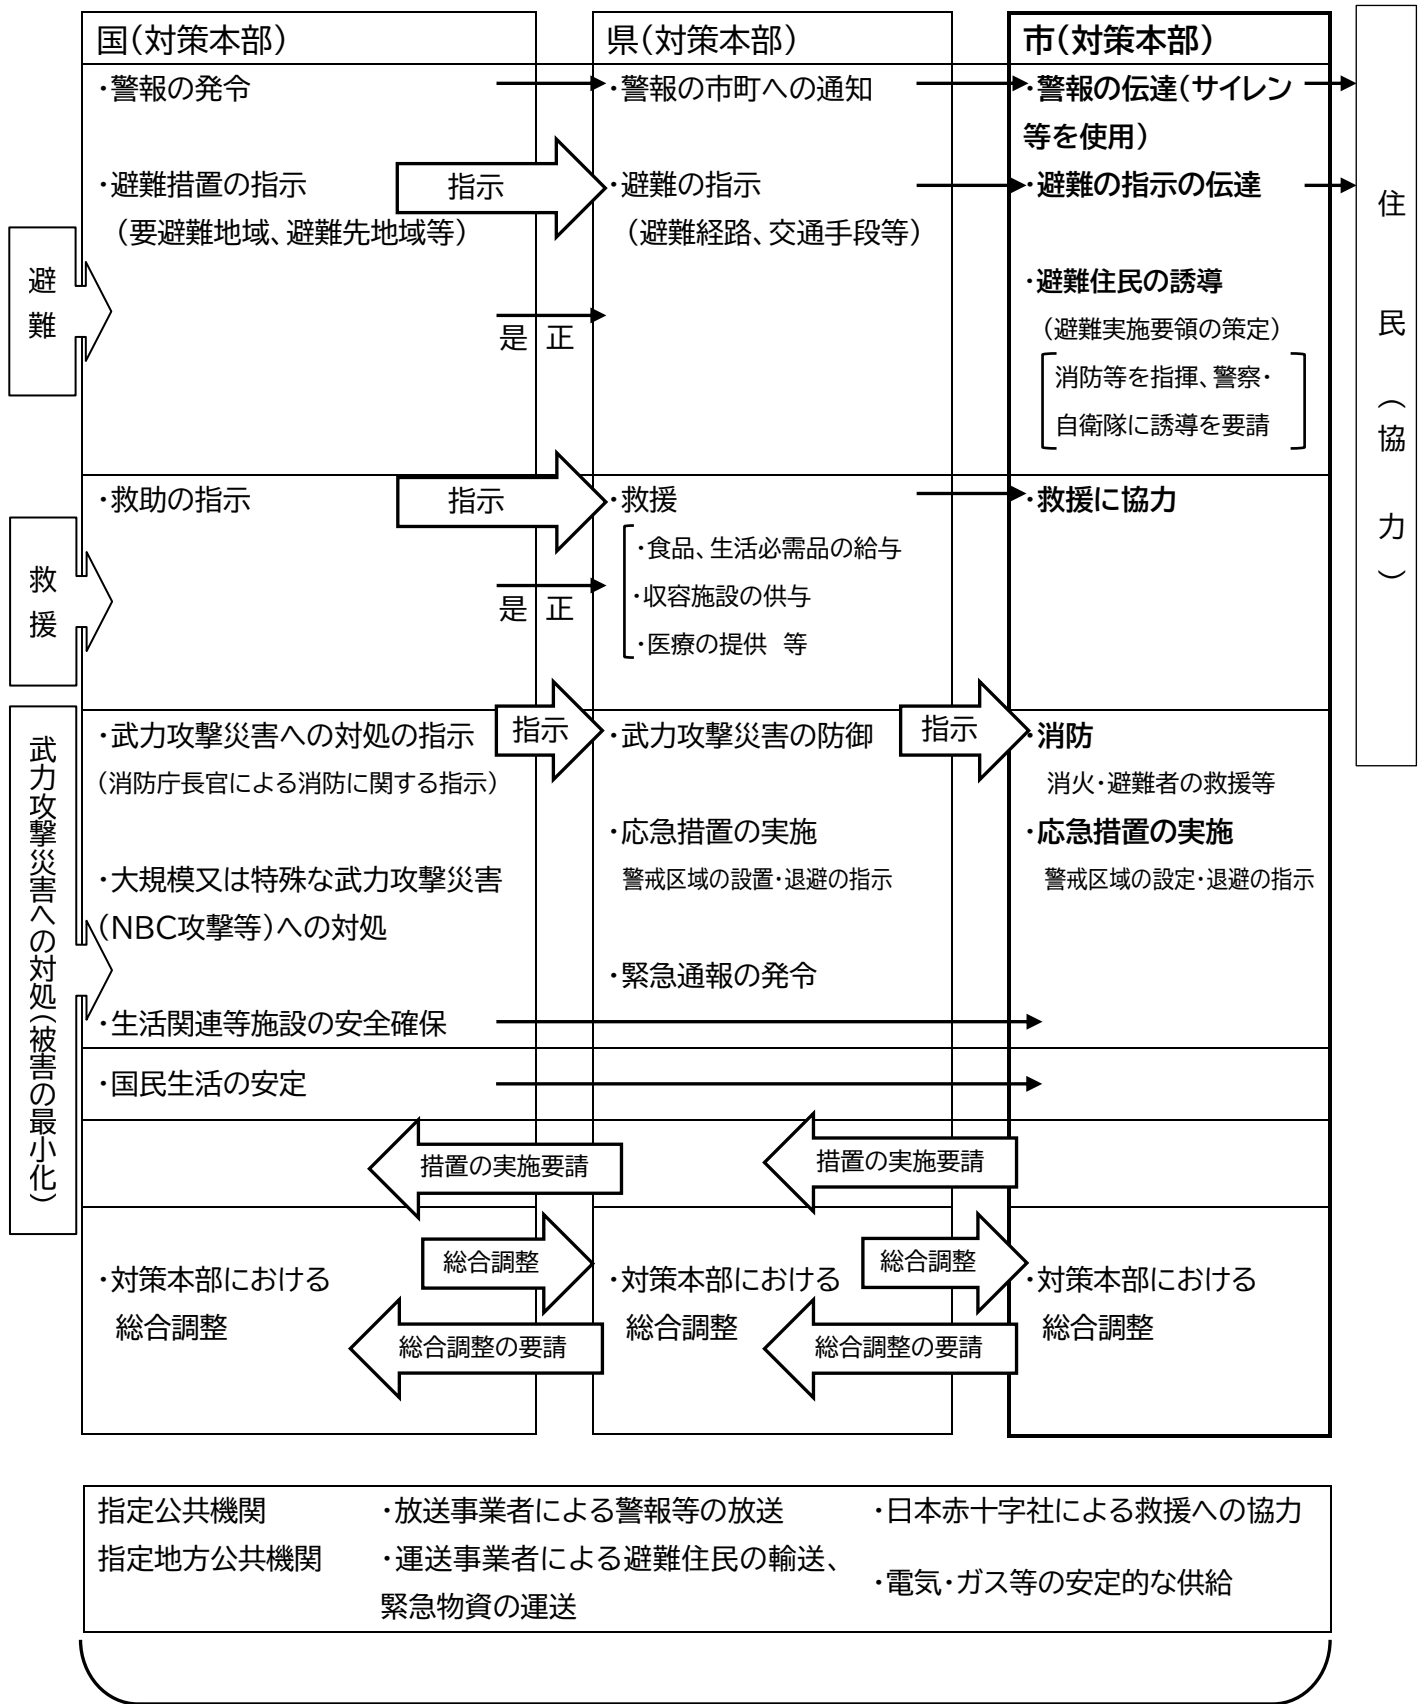 国(対策本部)
県(対策本部)
市(対策本部)
・警報の発令
・警報の市町への通知
・警報の伝達(サイレン
等を使用)
・避難措置の指示
指示
・避難の指示
・避難の指示の伝達
(要避難地域、避難先地域等)
(避難経路、交通手段等)
避難
・避難住民の誘導
是 正
(避難実施要領の策定)
消防等を指揮、警察・
自衛隊に誘導を要請
住民(協力)
・救助の指示
指示
・救援
・救援に協力
・食品、生活必需品の給与
救援
是 正
・収容施設の供与
・医療の提供 等
・武力攻撃災害への対処の指示
指示
・武力攻撃災害の防御
指示
・消防
(消防庁長官による消防に関する指示)
消火・避難者の救援等
・応急措置の実施
・応急措置の実施
・大規模又は特殊な武力攻撃災害
警戒区域の設置・退避の指示
警戒区域の設定・退避の指示
(NBC攻撃等)への対処
武力攻撃災害への対処(被害の最小化)
・緊急通報の発令
・生活関連等施設の安全確保
・国民生活の安定
措置の実施要請
措置の実施要請
総合調整
総合調整
・対策本部における
総合調整
・対策本部における
総合調整
・対策本部における
総合調整
総合調整の要請
総合調整の要請
指定公共機関
・放送事業者による警報等の放送
・日本赤十字社による救援への協力
指定地方公共機関
・運送事業者による避難住民の輸送、
緊急物資の運送
・電気・ガス等の安定的な供給